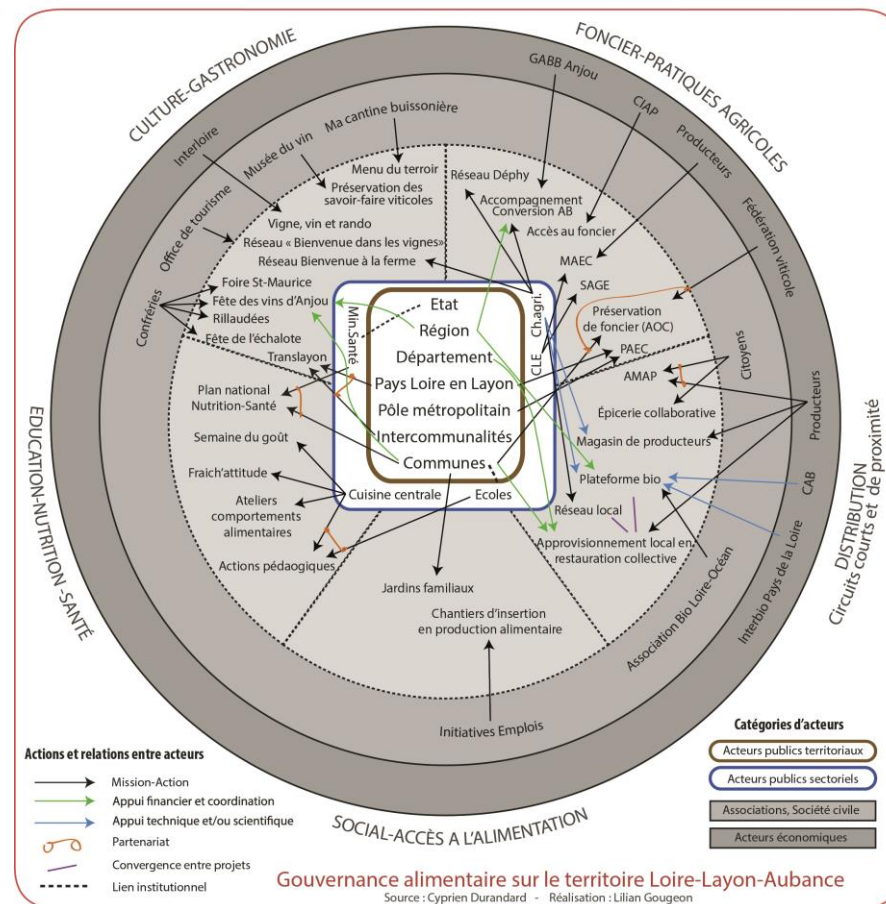 CULTURE-GASTRONOMIE
FONCIER-PRATIQUES AGRICOLES
DISTRIBUTION
Circuits courts et de proximité
SOCIAL-ACCÈS A L'ALIMENTATION
EDUCATION-NUTRITION -SANTÉ
Interloire
Musée du vin
Ma cantine buissonière
Office de tourisme
Confréries
GABB Anjou
CIAP
Producteurs
Fédération viticole
Citoyens
Producteurs
CAB
Interbio Pays de la Loire
Association Bio Loire-Océan
Initiatives Emplois
Menu du terroir
Préservation des
savoir-faire viticoles
Vigne, vin et rando
Réseau « Bienvenue dans les vignes»
Réseau Bienvenue à la ferme
Foire St-Maurice
Fête des vins d'Anjou
Rillaudées
Fête de l'échalote
Translayon
Réseau Déphy
Accompagnement
Conversion AB
Accès au foncier
MAEC
SAGE
Préservation
de foncier (AOC)
PAEC
AMAP
Épicerie collaborative
Magasin de producteurs
Plateforme bio
Réseau local
Approvisionnement local en
restauration collective
Min.Santé
Ch.agri.
CLE
Etat
Région
Département
Pays Loire en Layon
Pôle métropolitain
Intercommunalités
Communes
Cuisine centrale
Ecoles
Plan national
Nutrition-Santé
Semaine du goût
Fraich'attitude
Ateliers
comportements
alimentaires
Actions pédaogiques
Jardins familiaux
Chantiers d'insertion
en production alimentaire
Actions et relations entre acteurs
Mission-Action
Appui financier et coordination
Appui technique et/ou scientifique
Partenariat
Convergence entre projets
Lien institutionnel
Catégories d'acteurs
Acteurs publics territoriaux
Acteurs publics sectoriels
Associations, Société civile
Acteurs économiques
Gouvernance alimentaire sur le territoire Loire-Layon-Aubance
Source : Cyprien Durandard - Réalisation : Lilian Gougeon